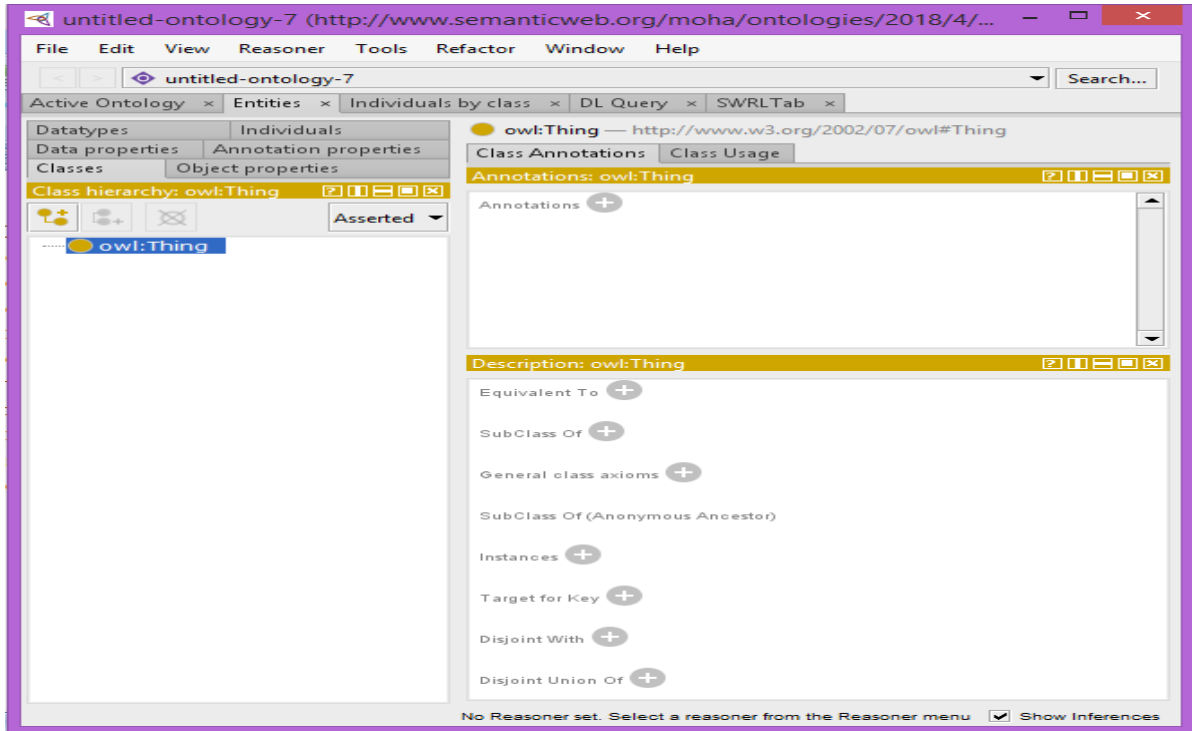 untitled-ontology-7 (http://www.semanticweb.org/moha/ontologies/2018/4/...
File Edit View Reasoner Tools Refactor Window Help
< > untitled-ontology-7 Search...
Active Ontology × Entities × Individuals by class × DL Query × SWRLTab ×
Datatypes Individuals
Data properties Annotation properties
Classes Object properties
Class hierarchy: owl:Thing
Asserted
owl:Thing
owl:Thing — http://www.w3.org/2002/07/owl#Thing
Class Annotations Class Usage
Annotations: owl:Thing
Annotations
Description: owl:Thing
Equivalent To
SubClass Of
General class axioms
SubClass Of (Anonymous Ancestor)
Instances
Target for Key
Disjoint With
Disjoint Union Of
No Reasoner set. Select a reasoner from the Reasoner menu Show Inferences